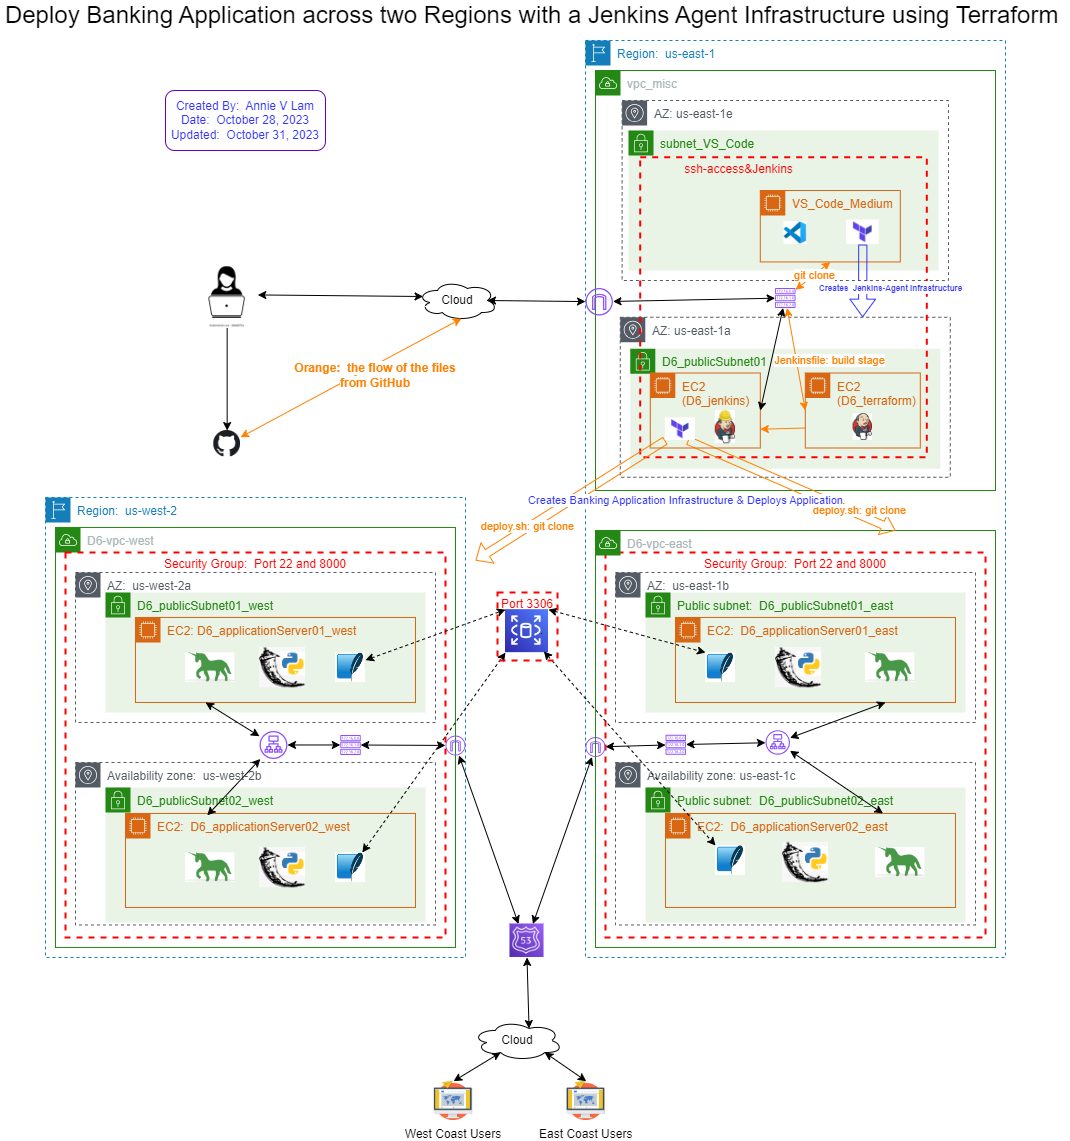 Deploy Banking Application across two Regions with a Jenkins Agent Infrastructure using Terraform
Region: us-east-1
vpc_misc
Created By: Annie V Lam
Date: October 28, 2023
Updated: October 31, 2023
AZ: us-east-1e
subnet_VS_Code
ssh-access&Jenkins
VS_Code_Medium
git clone
Creates Jenkins-Agent Infrastructure
Cloud
AZ: us-east-1a
D6_publicSubnet01
Jenkinsfile: build stage
Orange: the flow of the files
from GitHub
EC2
(D6_jenkins)
EC2
(D6_terraform)
Creates Banking Application Infrastructure & Deploys Application.
deploy.sh: git clone
deploy.sh: git clone
Region: us-west-2
D6-vpc-west
Security Group: Port 22 and 8000
AZ: us-west-2a
D6_publicSubnet01_west
EC2: D6_applicationServer01_west
Port 3306
D6-vpc-east
Security Group: Port 22 and 8000
AZ: us-east-1b
Public subnet: D6_publicSubnet01_east
EC2: D6_applicationServer01_east
Availability zone: us-west-2b
D6_publicSubnet02_west
EC2: D6_applicationServer02_west
Availability zone: us-east-1c
Public subnet: D6_publicSubnet02_east
EC2: D6_applicationServer02_east
53
Cloud
West Coast Users
East Coast Users